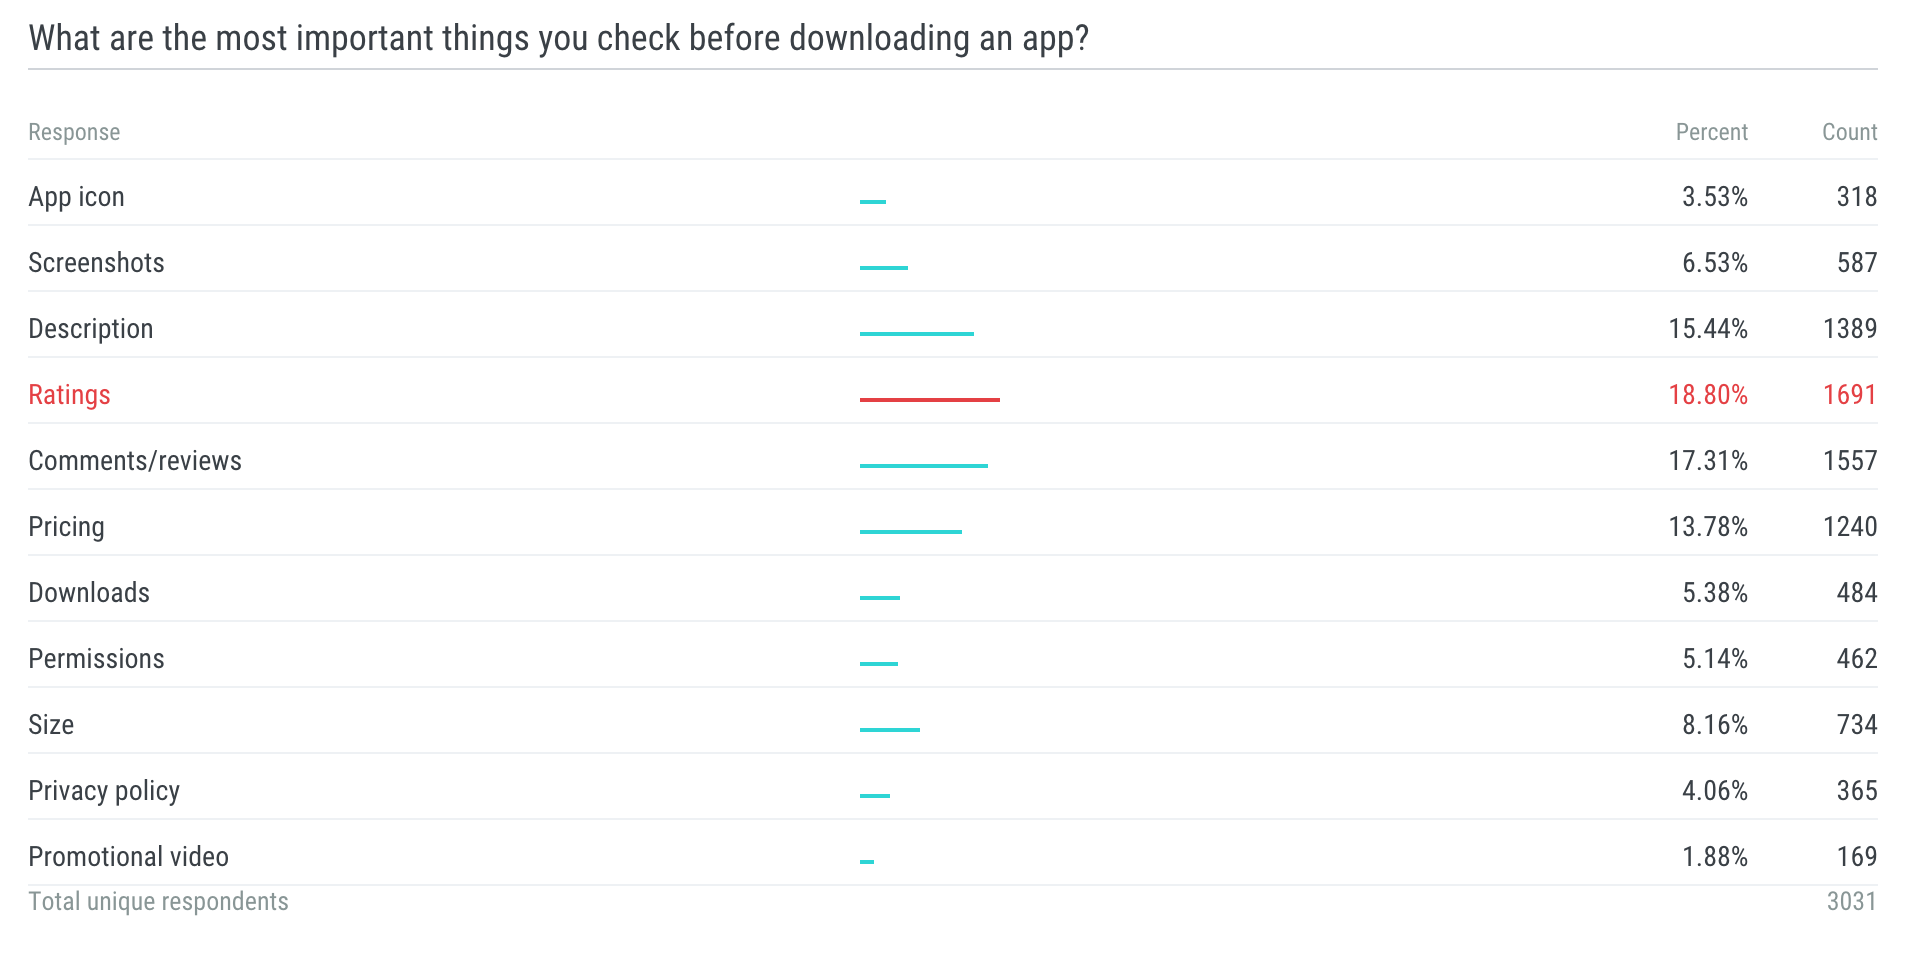 What are the most important things you check before downloading an app?
Response Percent Count
App icon 3.53% 318
Screenshots 6.53% 587
Description 15.44% 1389
Ratings 18.80% 1691
Comments/reviews 17.31% 1557
Pricing 13.78% 1240
Downloads 5.38% 484
Permissions 5.14% 462
Size 8.16% 734
Privacy policy 4.06% 365
Promotional video 1.88% 169
Total unique respondents 3031